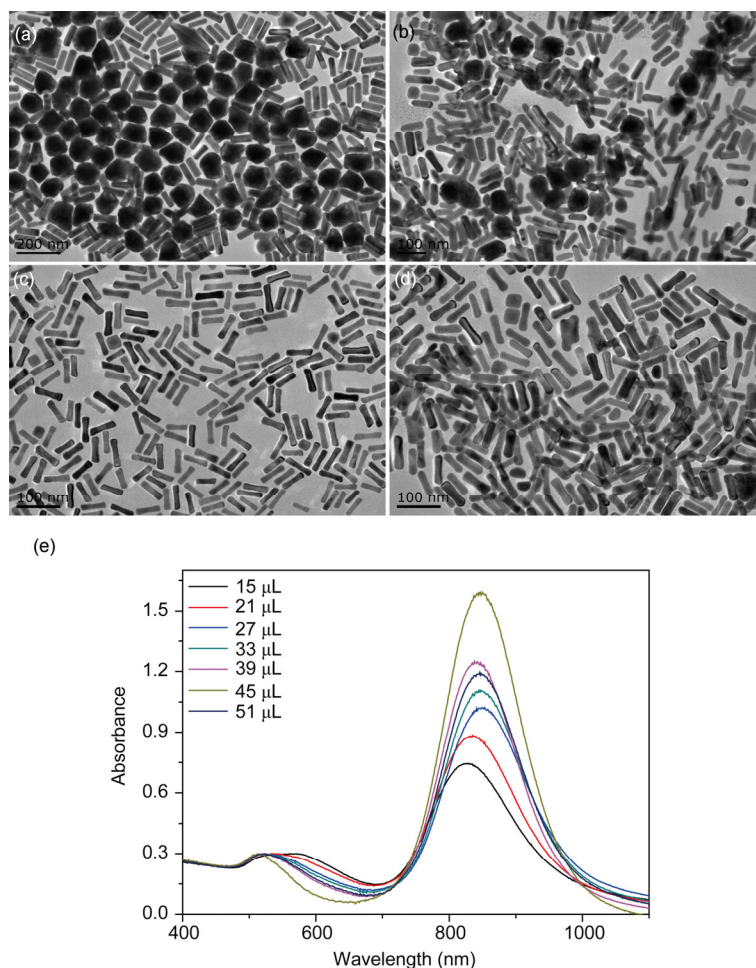 (a)
200 nm
(b)
100 nm
(c)
100 nm
(d)
100 nm
(e)
15 µL
21 µL
27 µL
33 µL
39 µL
45 µL
51 µL
1.5
1.2
0.9
0.6
0.3
0.0
Absorbance
400
600
800
1000
Wavelength (nm)